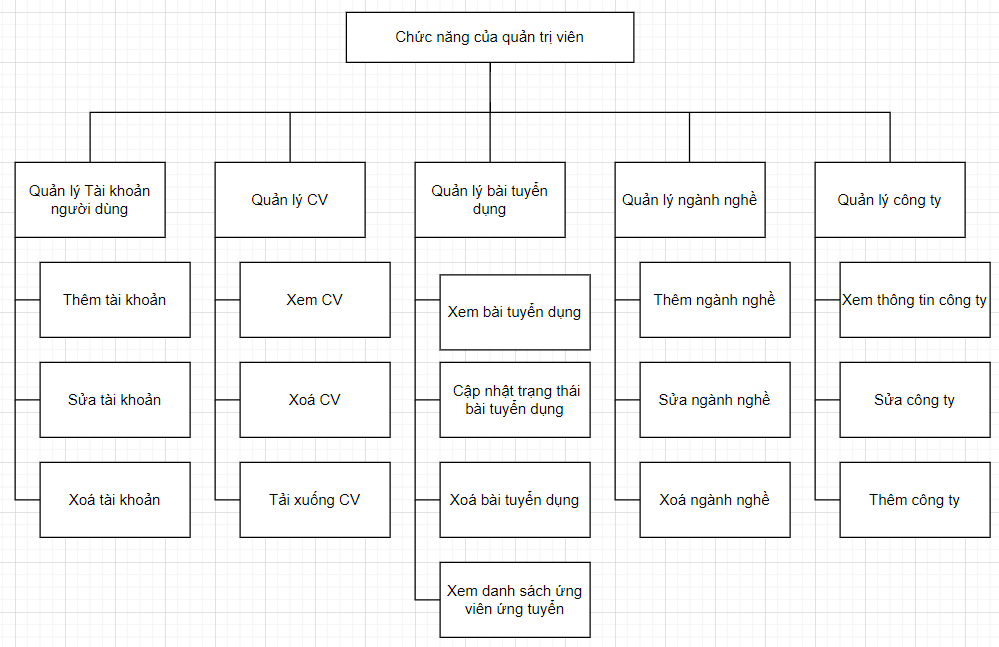 Chức năng của quản trị viên
Quản lý Tài khoản
người dùng
Quản lý CV
Quản lý bài tuyển
dụng
Quản lý ngành nghề
Quản lý công ty
Thêm tài khoản
Xem CV
Xem bài tuyển dụng
Thêm ngành nghề
Xem thông tin công ty
Sửa tài khoản
Xoá CV
Cập nhật trạng thái
bài tuyển dụng
Sửa ngành nghề
Sửa công ty
Xoá tài khoản
Tải xuống CV
Xoá bài tuyển dụng
Xoá ngành nghề
Thêm công ty
Xem danh sách ứng
viên ứng tuyển